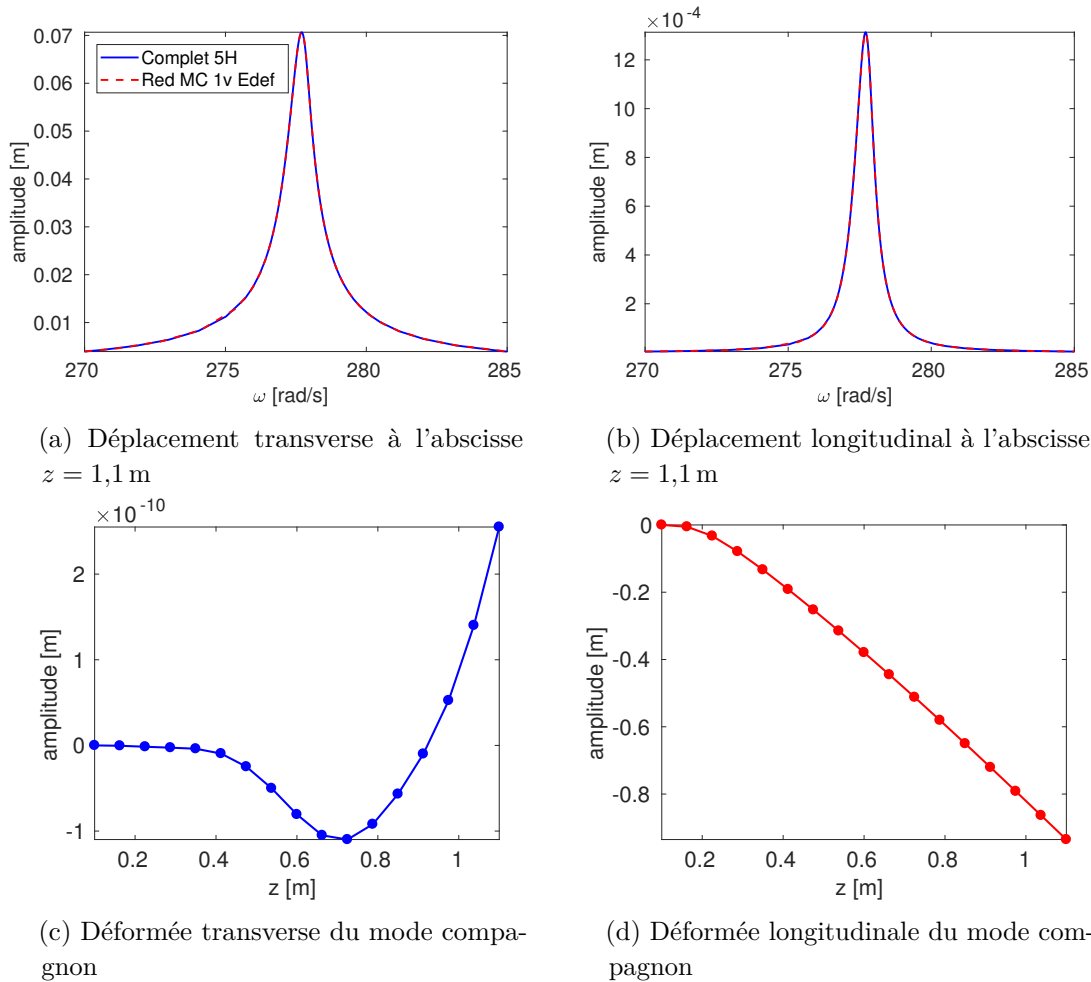 ×10⁻⁴
0.07
0.06
0.05
0.04
0.03
0.02
0.01
amplitude [m]
Complet 5H
Red MC 1v Edef
270
275
280
285
ω [rad/s]
12
10
8
6
4
2
amplitude [m]
270
275
280
285
ω [rad/s]
(a) Déplacement transverse à l'abscisse
z = 1,1 m
(b) Déplacement longitudinal à l'abscisse
z = 1,1 m
×10⁻¹⁰
2
1
0
-1
amplitude [m]
0.2
0.4
0.6
0.8
1
z [m]
0
-0.2
-0.4
-0.6
-0.8
amplitude [m]
0.2
0.4
0.6
0.8
1
z [m]
(c) Déformée transverse du mode compa-
gnon
(d) Déformée longitudinale du mode com-
pagnon